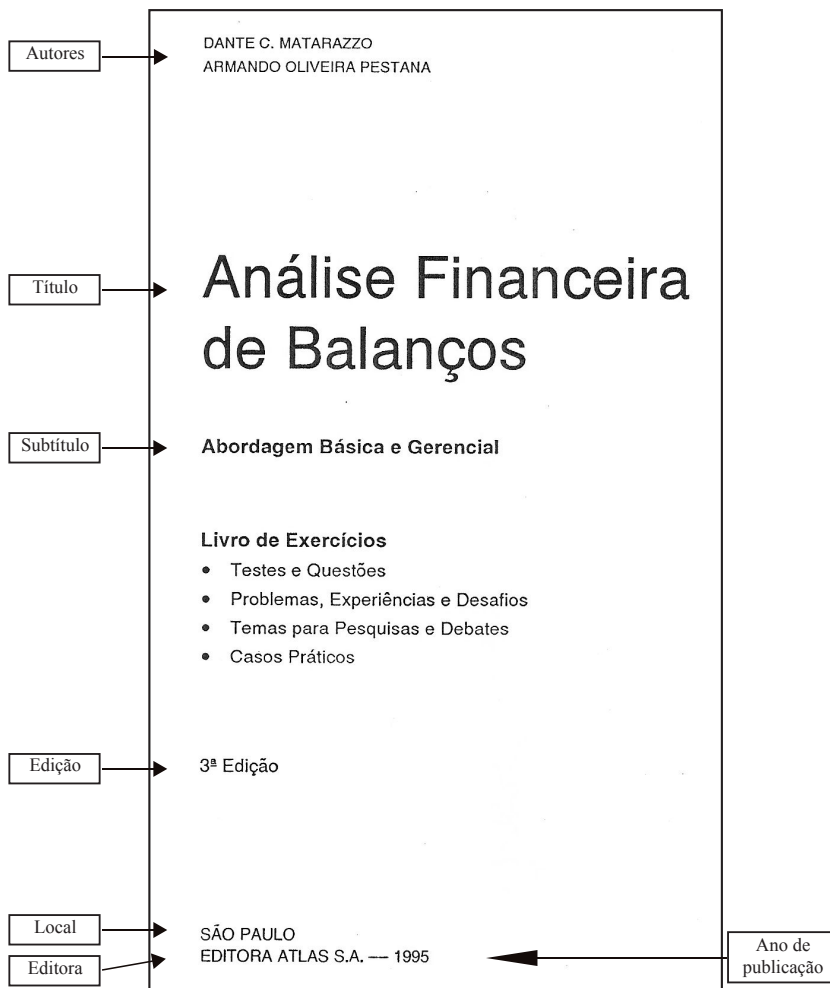 Autores
DANTE C. MATARAZZO
ARMANDO OLIVEIRA PESTANA
Título
Análise Financeira
de Balanços
Subtítulo
Abordagem Básica e Gerencial
Livro de Exercícios
• Testes e Questões
• Problemas, Experiências e Desafios
• Temas para Pesquisas e Debates
• Casos Práticos
Edição
3ª Edição
Local
SÃO PAULO
Editora
EDITORA ATLAS S.A. — 1995
Ano de
publicação